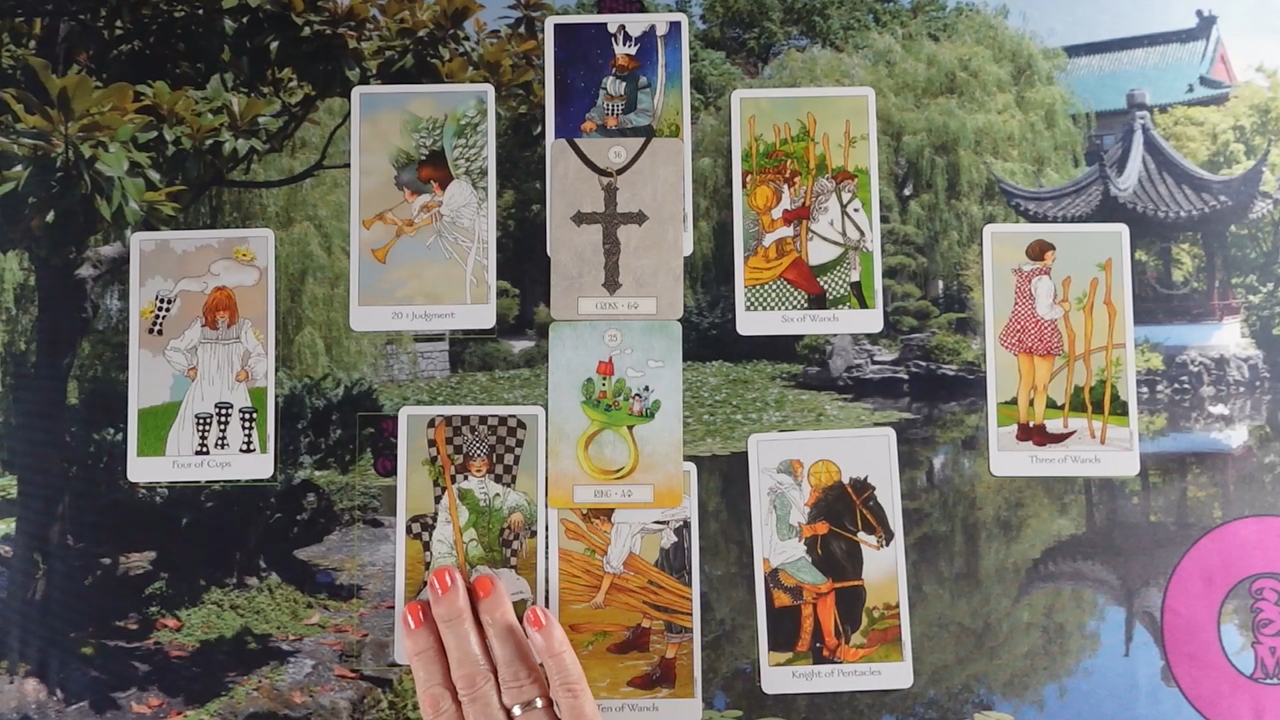 20 : Judgment
36
CROSS • 6♦
Six of Wands
Four of Cups
25
RING • A♣
Three of Wands
Knight of Pentacles
Ten of Wands